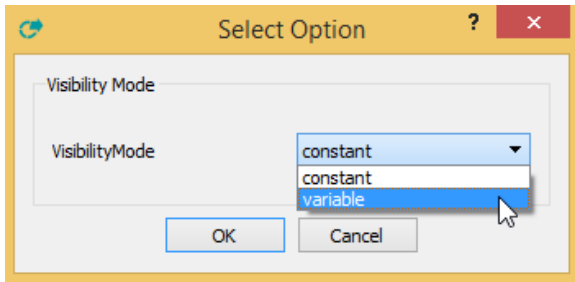 Select Option ? ×
Visibility Mode
VisibilityMode constant
constant
variable
OK Cancel